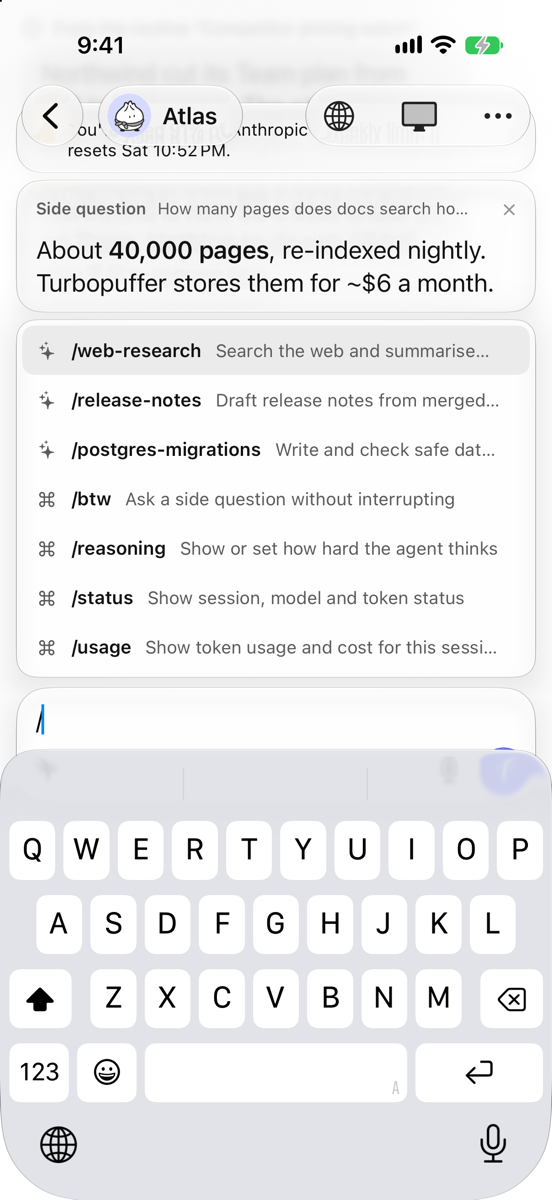 9:41
Atlas
Anthropic
resets Sat 10:52 PM.
Side question How many pages does docs search ho...
About 40,000 pages, re-indexed nightly.
Turbopuffer stores them for ~$6 a month.
/web-research Search the web and summarise...
/release-notes Draft release notes from merged...
/postgres-migrations Write and check safe dat...
/btw Ask a side question without interrupting
/reasoning Show or set how hard the agent thinks
/status Show session, model and token status
/usage Show token usage and cost for this sessi...
/
Q W E R T Y U I O P
A S D F G H J K L
Z X C V B N M
123
A